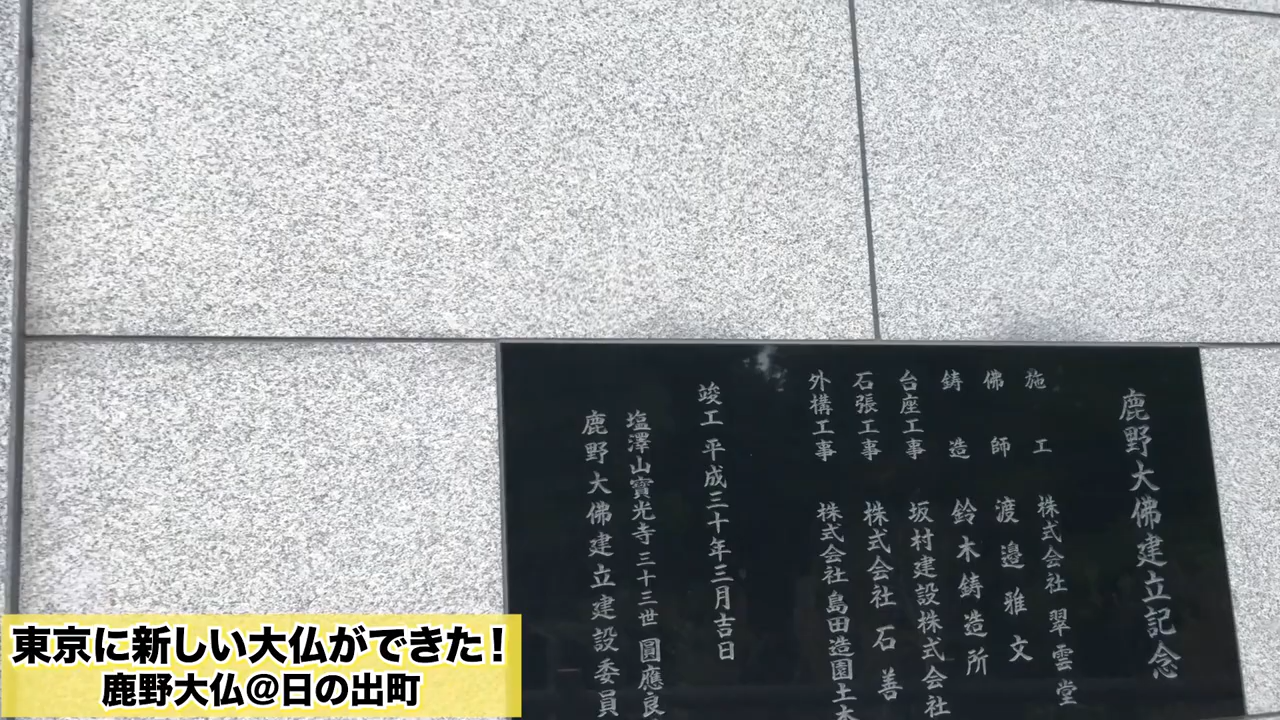 鹿野大佛建立記念
施工 株式会社 翠雲堂
佛師 渡邉雅文
鋳造 鈴木鋳造所
台座工事 坂村建設株式会社
石張工事 株式会社 石善
外構工事 株式会社 島田造園土木
竣工 平成三十年三月吉日
塩澤山寳光寺 三十三世 圓應良
鹿野大佛建立建設委員
東京に新しい大仏ができた！
鹿野大仏@日の出町